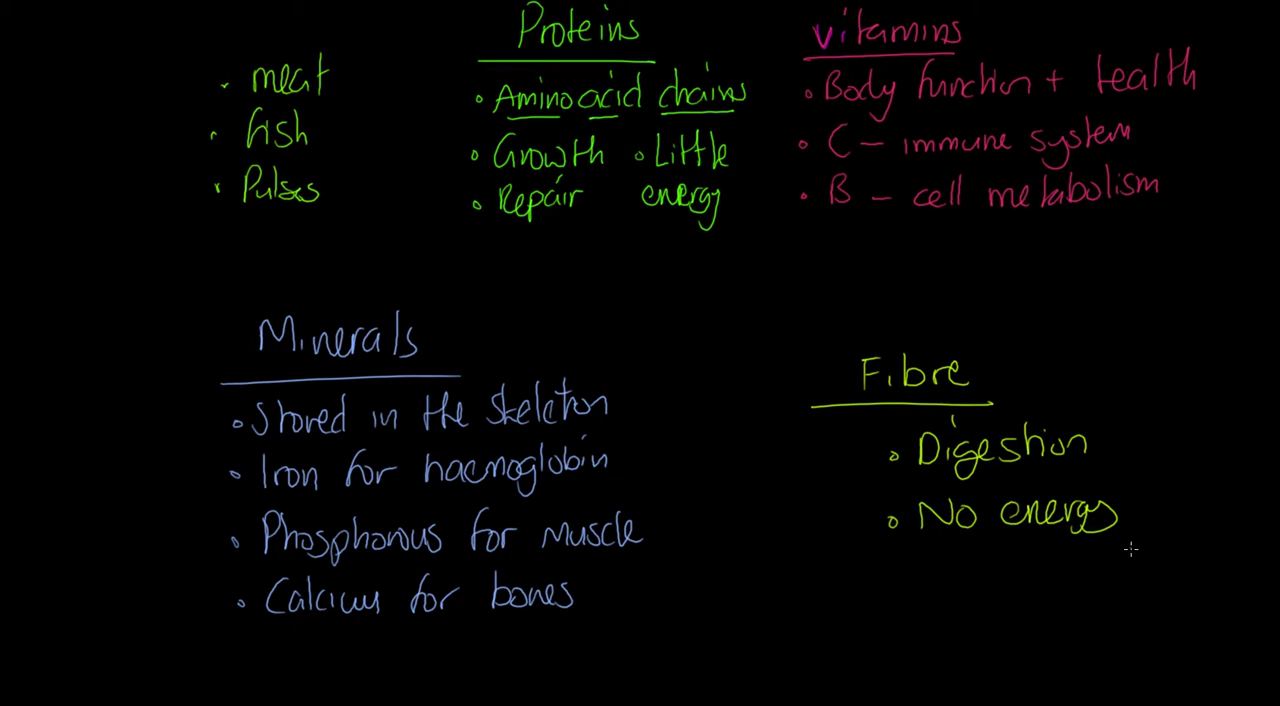 Proteins
• meat
• fish
• Pulses
• Amino acid chains
• Growth • Little
• Repair energy
Vitamins
• Body function + health
• C – immune system
• B – cell metabolism
Minerals
• Stored in the skeleton
• Iron for haemoglobin
• Phosphorous for muscle
• Calcium for bones
Fibre
• Digestion
• No energy